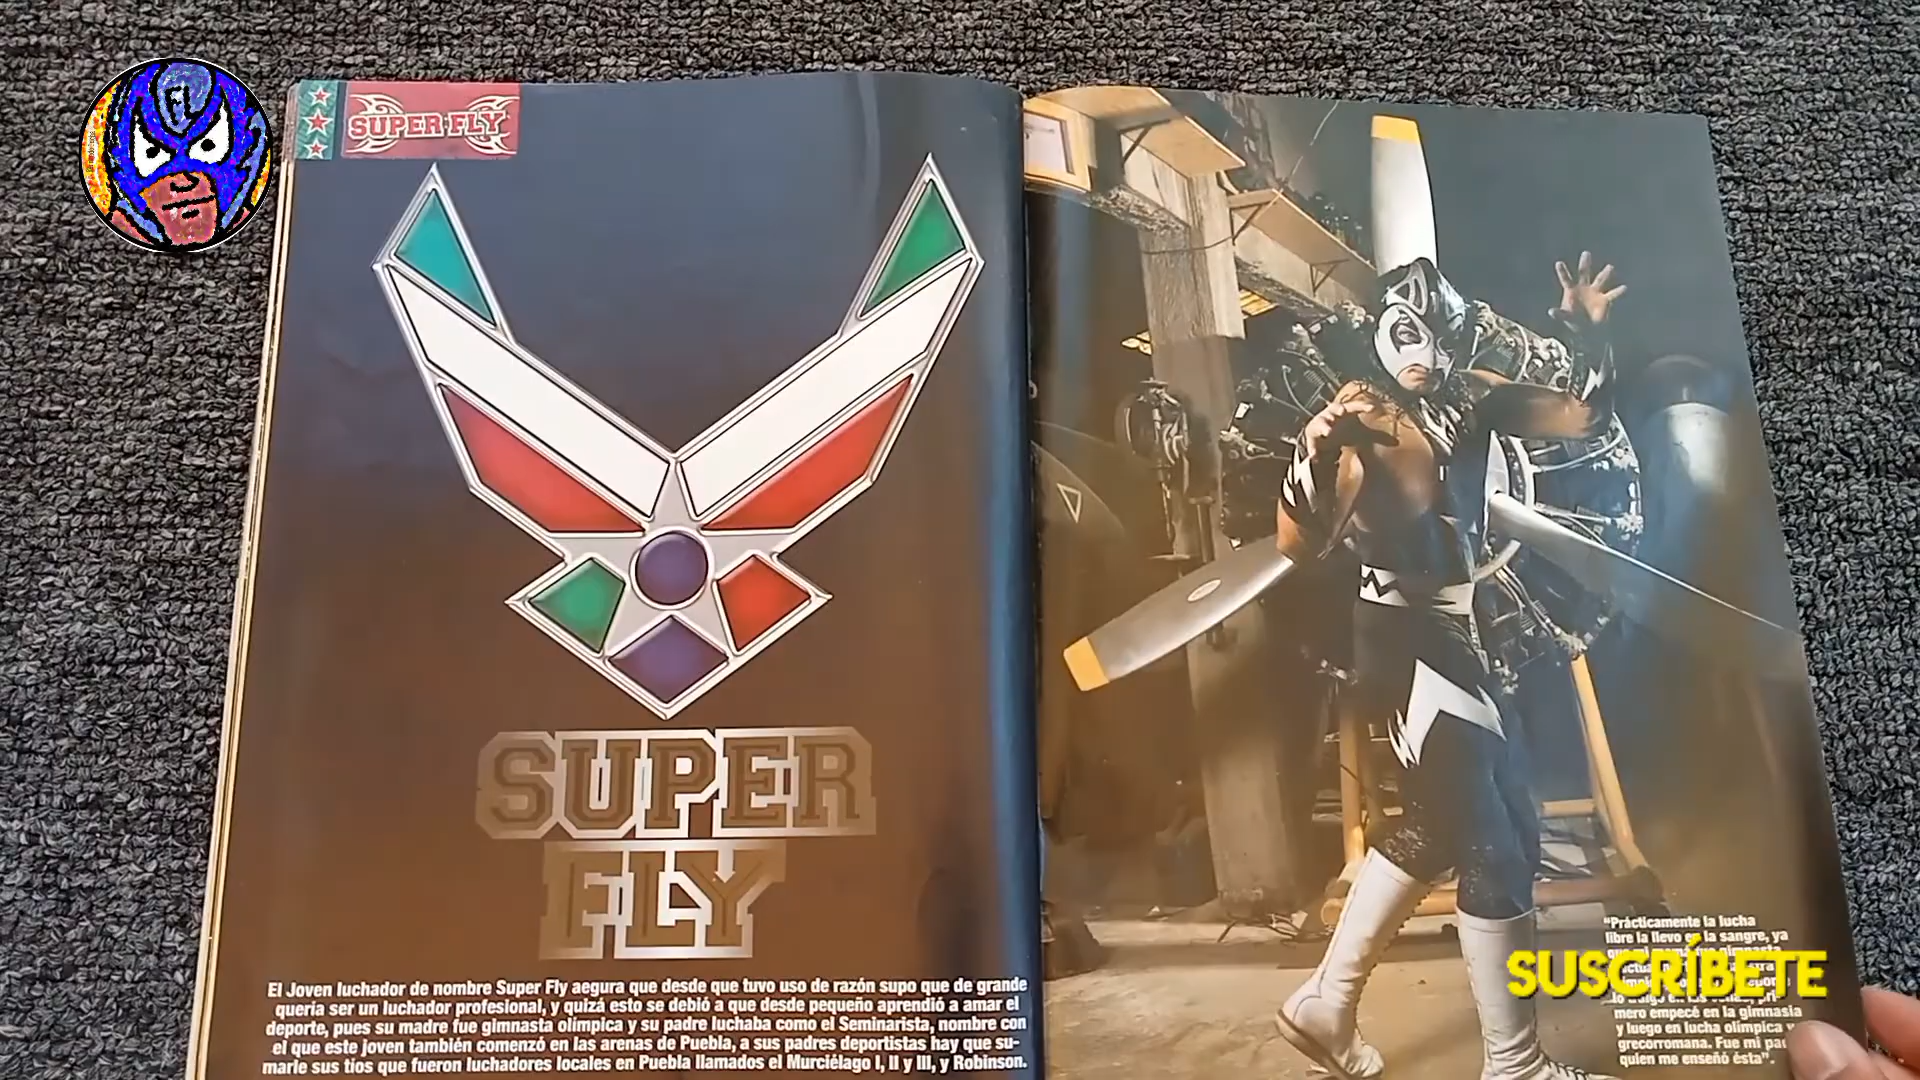 SUPER FLY
SUPER
FLY
El Joven luchador de nombre Super Fly aegura que desde que tuvo uso de razón supo que de grande
quería ser un luchador profesional, y quizá esto se debió a que desde pequeño aprendió a amar el
deporte, pues su madre fue gimnasta olímpica y su padre luchaba como el Seminarista, nombre con
el que este joven también comenzó en las arenas de Puebla, a sus padres deportistas hay que su-
marle sus tíos que fueron luchadores locales en Puebla llamados el Murciélago I, II y III, y Robinson.
"Prácticamente la lucha
libre la llevo en la sangre, ya
SUSCRÍBETE
mero empecé en la gimnasia
y luego en lucha olímpica y
grecorromana. Fue mi
quien me enseñó ésta".